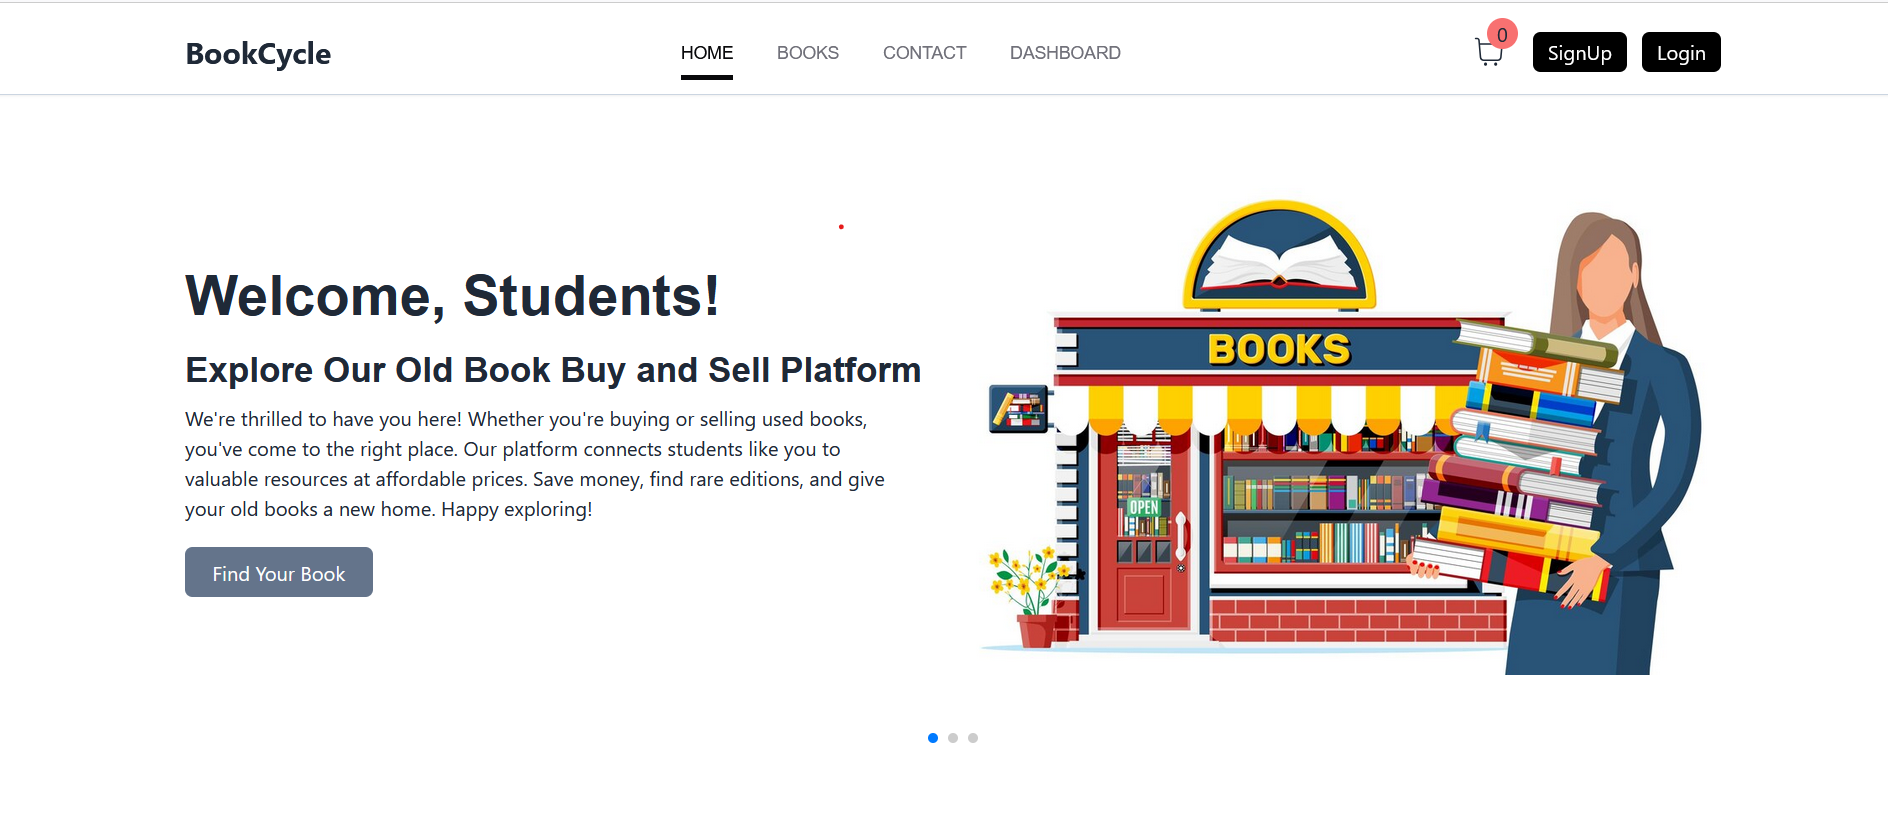 BookCycle
HOME BOOKS CONTACT DASHBOARD
0
SignUp Login
Welcome, Students!
Explore Our Old Book Buy and Sell Platform
We're thrilled to have you here! Whether you're buying or selling used books,
you've come to the right place. Our platform connects students like you to
valuable resources at affordable prices. Save money, find rare editions, and give
your old books a new home. Happy exploring!
Find Your Book
BOOKS
OPEN